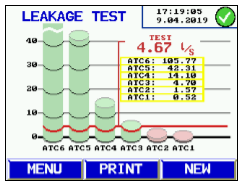 LEAKAGE TEST
17:19:05
9.04.2019
TEST
4.67 l/s
ATC6: 105.77
ATC5: 42.31
ATC4: 14.10
ATC3: 4.70
ATC2: 1.57
ATC1: 0.52
40
30
20
10
0
ATC6 ATC5 ATC4 ATC3 ATC2 ATC1
MENU
PRINT
NEW